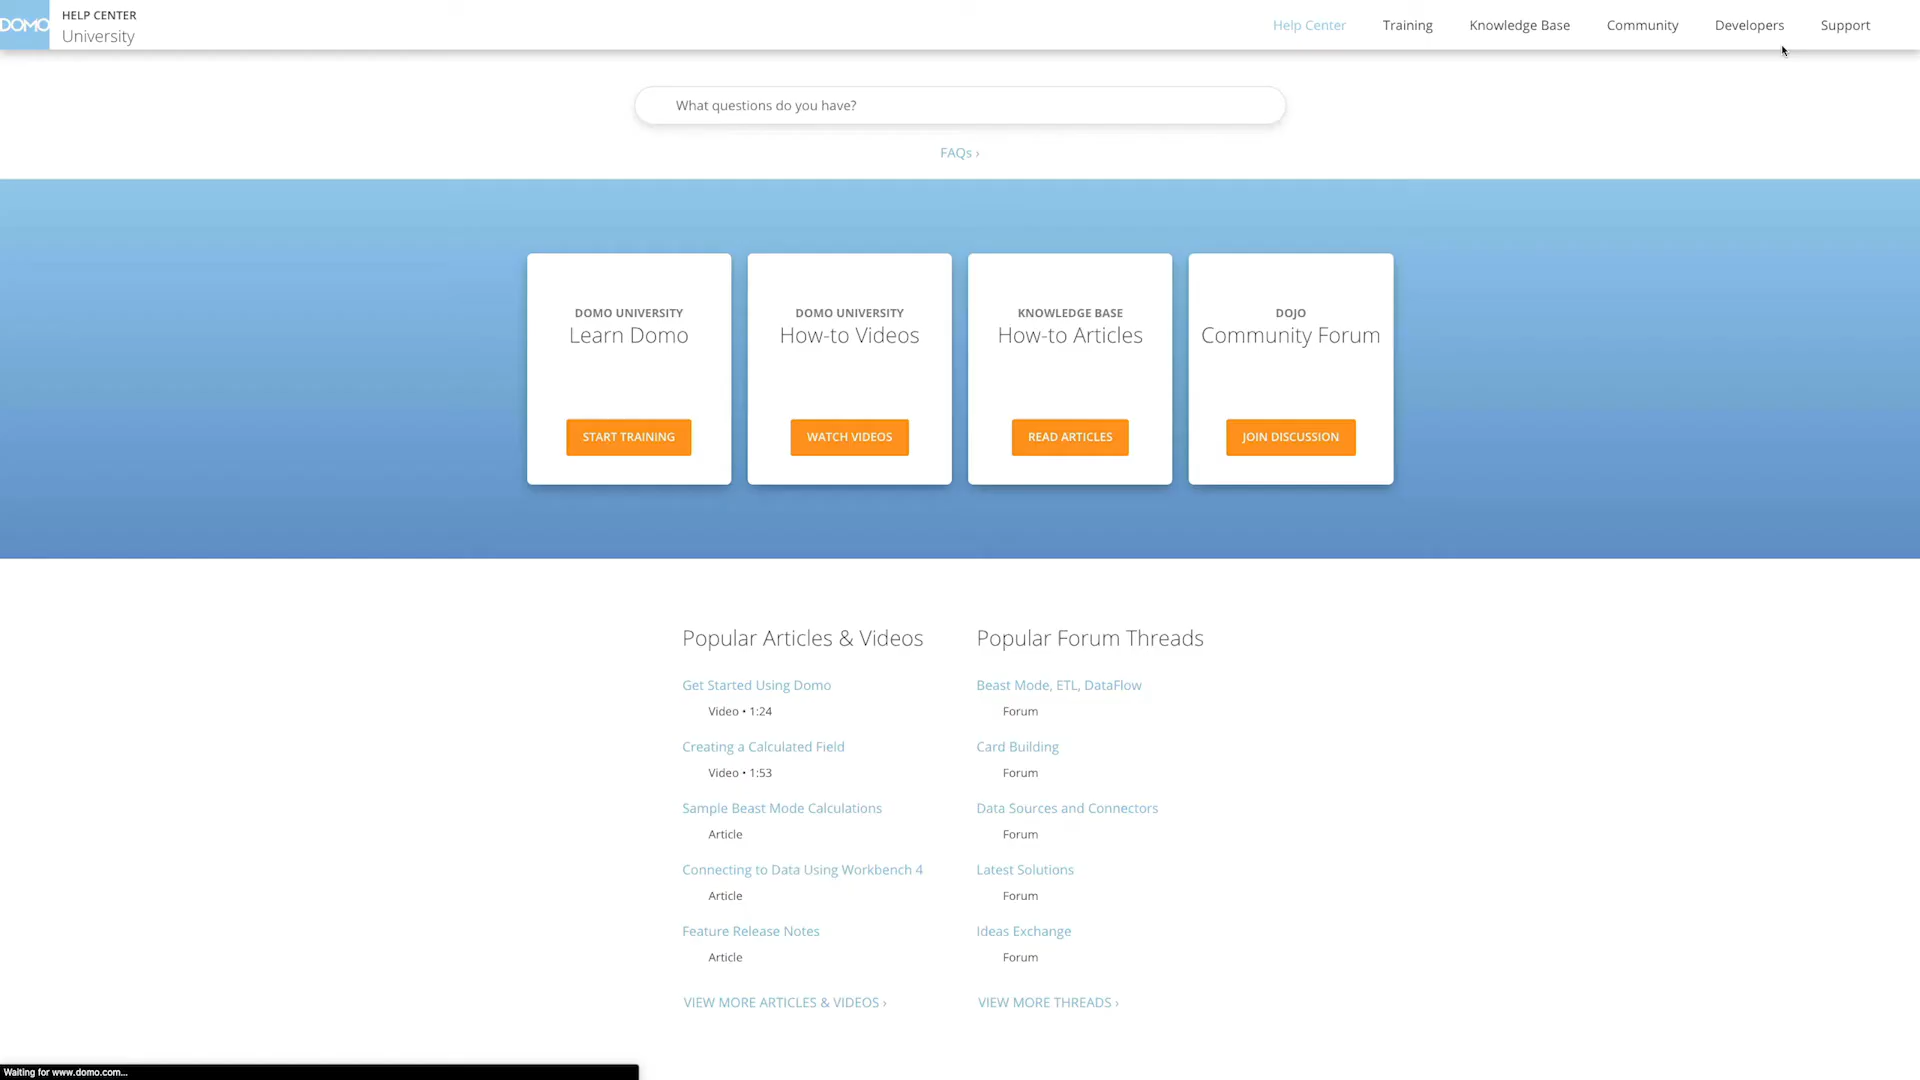 DOMO
HELP CENTER
University
Help Center
Training
Knowledge Base
Community
Developers
Support
What questions do you have?
FAQs ›
DOMO UNIVERSITY
Learn Domo
START TRAINING
DOMO UNIVERSITY
How-to Videos
WATCH VIDEOS
KNOWLEDGE BASE
How-to Articles
READ ARTICLES
DOJO
Community Forum
JOIN DISCUSSION
Popular Articles & Videos
Get Started Using Domo
Video • 1:24
Creating a Calculated Field
Video • 1:53
Sample Beast Mode Calculations
Article
Connecting to Data Using Workbench 4
Article
Feature Release Notes
Article
VIEW MORE ARTICLES & VIDEOS ›
Popular Forum Threads
Beast Mode, ETL, DataFlow
Forum
Card Building
Forum
Data Sources and Connectors
Forum
Latest Solutions
Forum
Ideas Exchange
Forum
VIEW MORE THREADS ›
Waiting for www.domo.com...